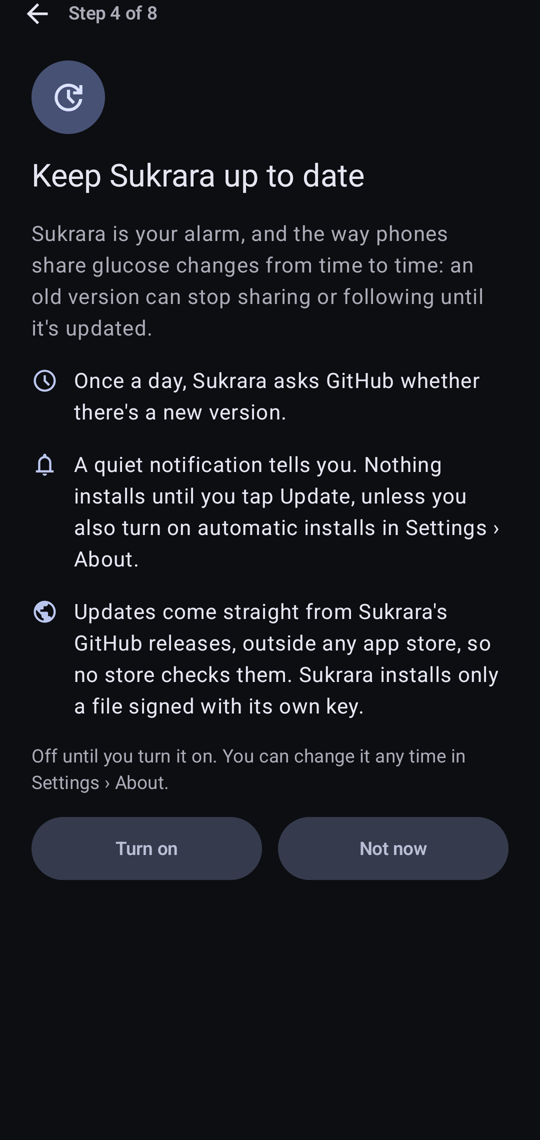 Step 4 of 8
Keep Sukrara up to date
Sukrara is your alarm, and the way phones
share glucose changes from time to time: an
old version can stop sharing or following until
it's updated.
Once a day, Sukrara asks GitHub whether
there's a new version.
A quiet notification tells you. Nothing
installs until you tap Update, unless you
also turn on automatic installs in Settings ›
About.
Updates come straight from Sukrara's
GitHub releases, outside any app store, so
no store checks them. Sukrara installs only
a file signed with its own key.
Off until you turn it on. You can change it any time in
Settings › About.
Turn on
Not now